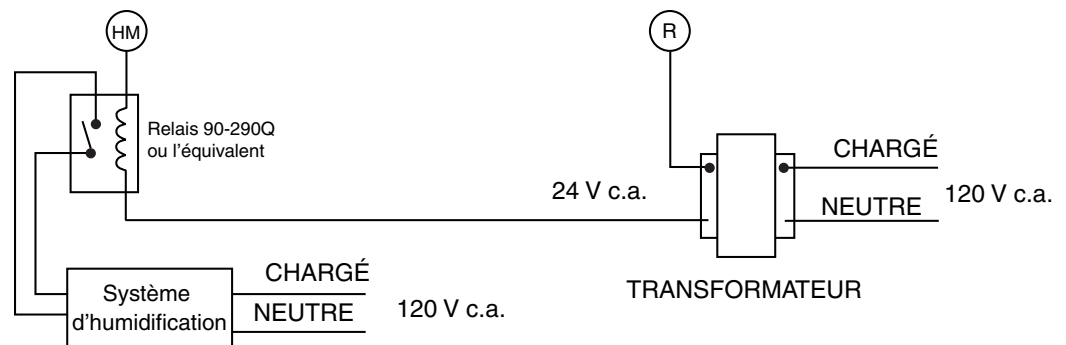 HM
R
Relais 90-290Q
ou l'équivalent
CHARGÉ
24 V c.a.
120 V c.a.
NEUTRE
TRANSFORMATEUR
CHARGÉ
Système
d'humidification
NEUTRE
120 V c.a.